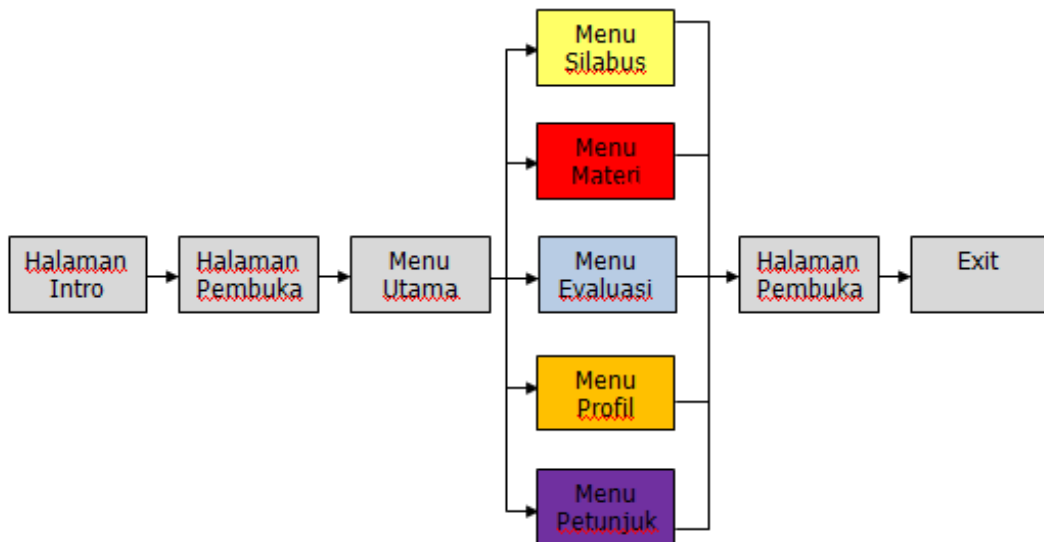 Menu
Silabus
Menu
Materi
Halaman
Intro
Halaman
Pembuka
Menu
Utama
Menu
Evaluasi
Halaman
Pembuka
Exit
Menu
Profil
Menu
Petunjuk